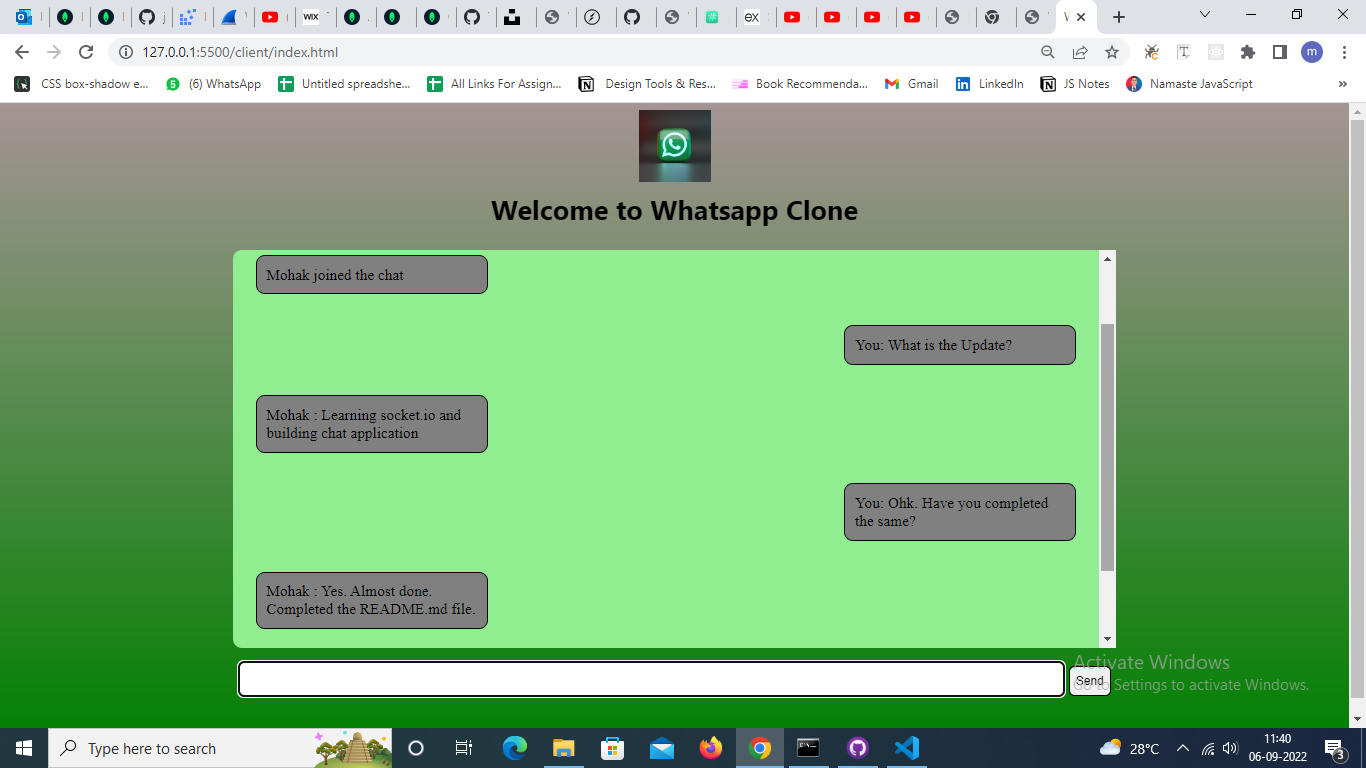 WIX
ex
127.0.0.1:5500/client/index.html
m
CSS box-shadow e...
5
(6) WhatsApp
Untitled spreadshe...
All Links For Assign...
Design Tools & Res...
Book Recommenda...
Gmail
LinkedIn
JS Notes
Namaste JavaScript
»
Welcome to Whatsapp Clone
Mohak joined the chat
You: What is the Update?
Mohak : Learning socket.io and
building chat application
You: Ohk. Have you completed
the same?
Mohak : Yes. Almost done.
Completed the README.md file.
Send
Activate Windows
Go to Settings to activate Windows.
Type here to search
28°C
11:40
06-09-2022
3